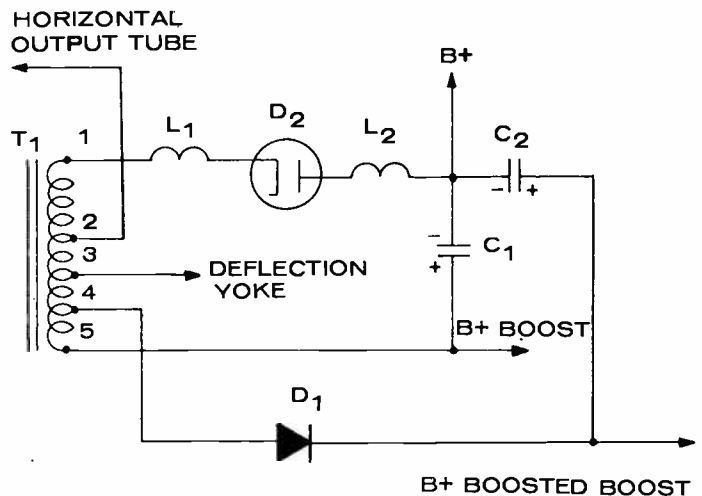 HORIZONTAL
OUTPUT TUBE
B+
T1
1
L1
D2
L2
C2
- +
2
3
DEFLECTION
YOKE
-
+
C1
4
5
B+ BOOST
D1
B+ BOOSTED BOOST